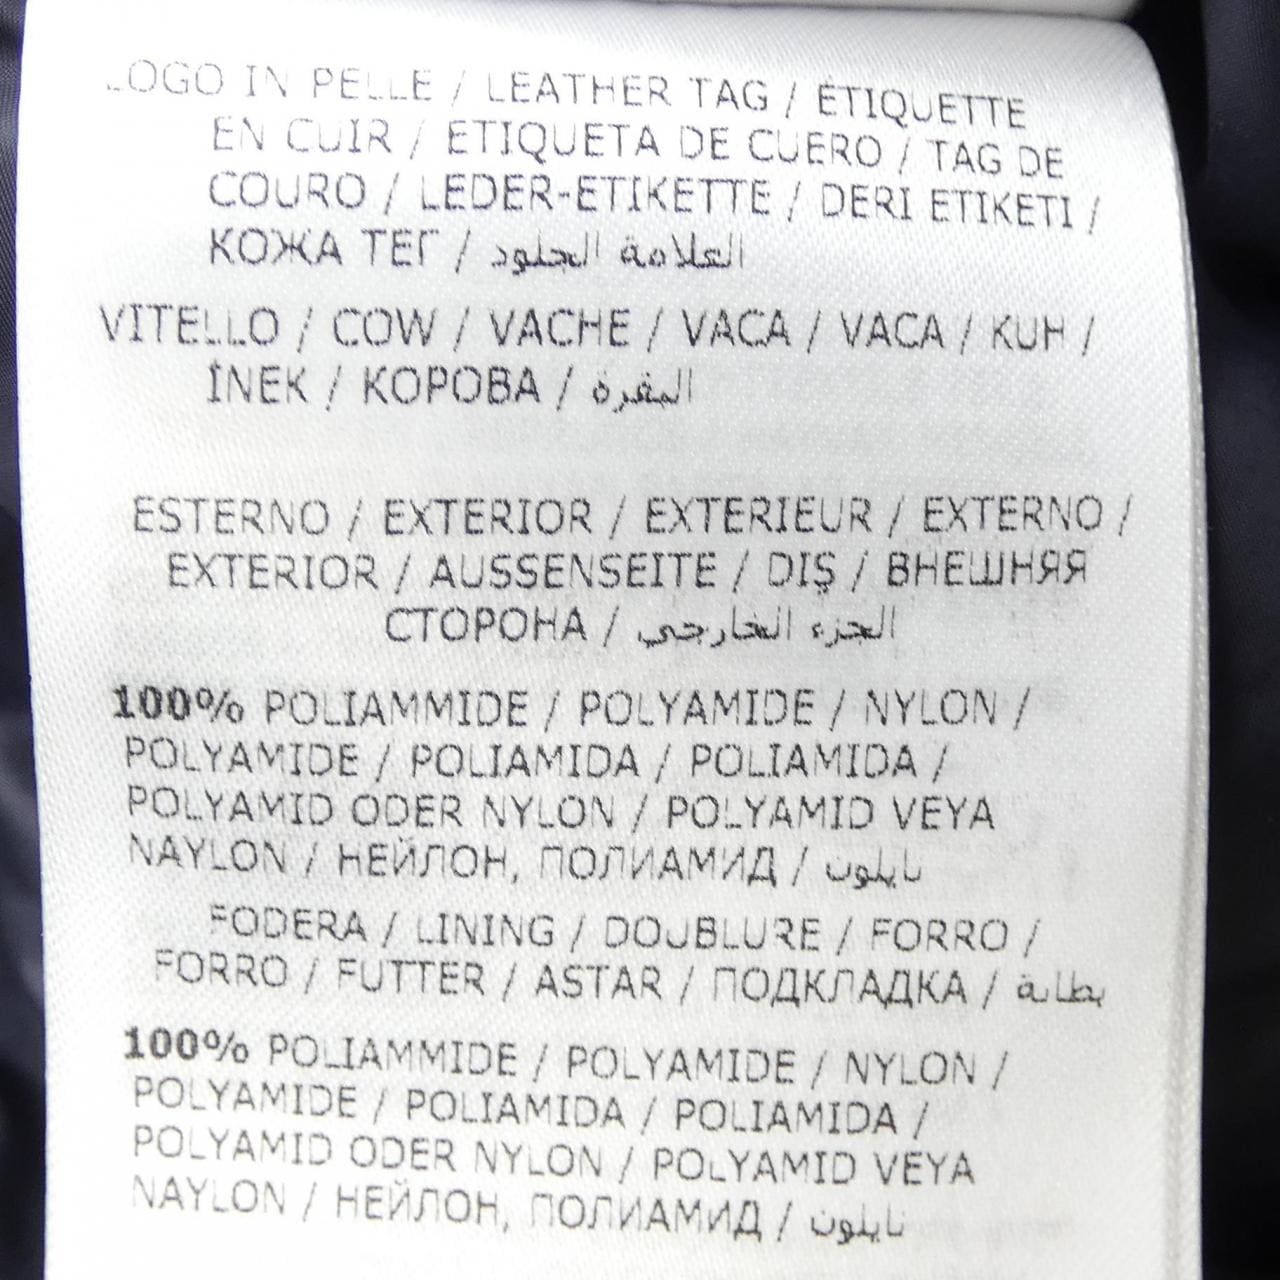 LOGO IN PELLE / LEATHER TAG / ÉTIQUETTE
EN CUIR / ETIQUETA DE CUERO / TAG DE
COURO / LEDER-ETIKETTE / DERI ETIKETI /
КОЖА ТЕГ / العلامة الجلود
VITELLO / COW / VACHE / VACA / VACA / KUH /
İNEK / КОРОВА / البقرة
ESTERNO / EXTERIOR / EXTERIEUR / EXTERNO /
EXTERIOR / AUSSENSEITE / DIŞ / ВНЕШНЯЯ
СТОРОНА / الجزء الخارجي
100% POLIAMMIDE / POLYAMIDE / NYLON /
POLYAMIDE / POLIAMIDA / POLIAMIDA /
POLYAMID ODER NYLON / POLYAMID VEYA
NAYLON / НЕЙЛОН, ПОЛИАМИД / نايلون
FODERA / LINING / DOUBLURE / FORRO /
FORRO / FUTTER / ASTAR / ПОДКЛАДКА / بطانة
100% POLIAMMIDE / POLYAMIDE / NYLON /
POLYAMIDE / POLIAMIDA / POLIAMIDA /
POLYAMID ODER NYLON / POLYAMID VEYA
NAYLON / НЕЙЛОН, ПОЛИАМИД / نايلون